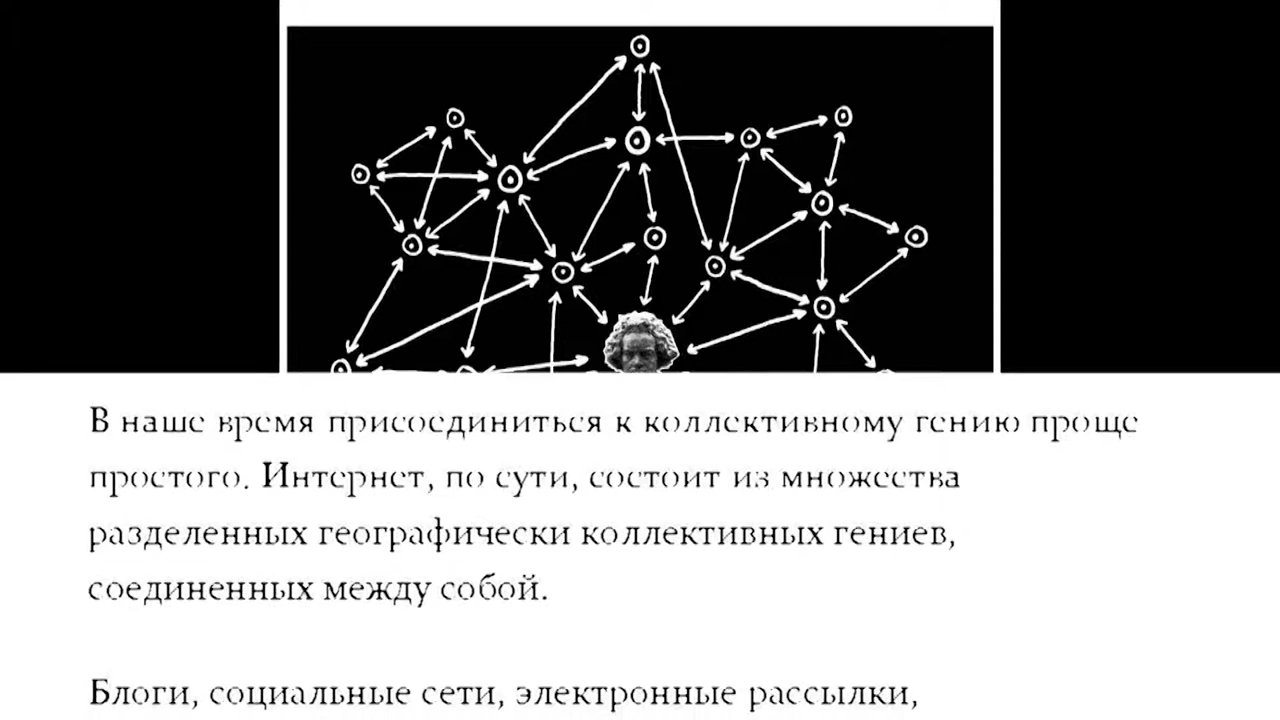 В наше время присоединиться к коллективному гению проще
простого. Интернет, по сути, состоит из множества
разделенных географически коллективных гениев,
соединенных между собой.
Блоги, социальные сети, электронные рассылки,